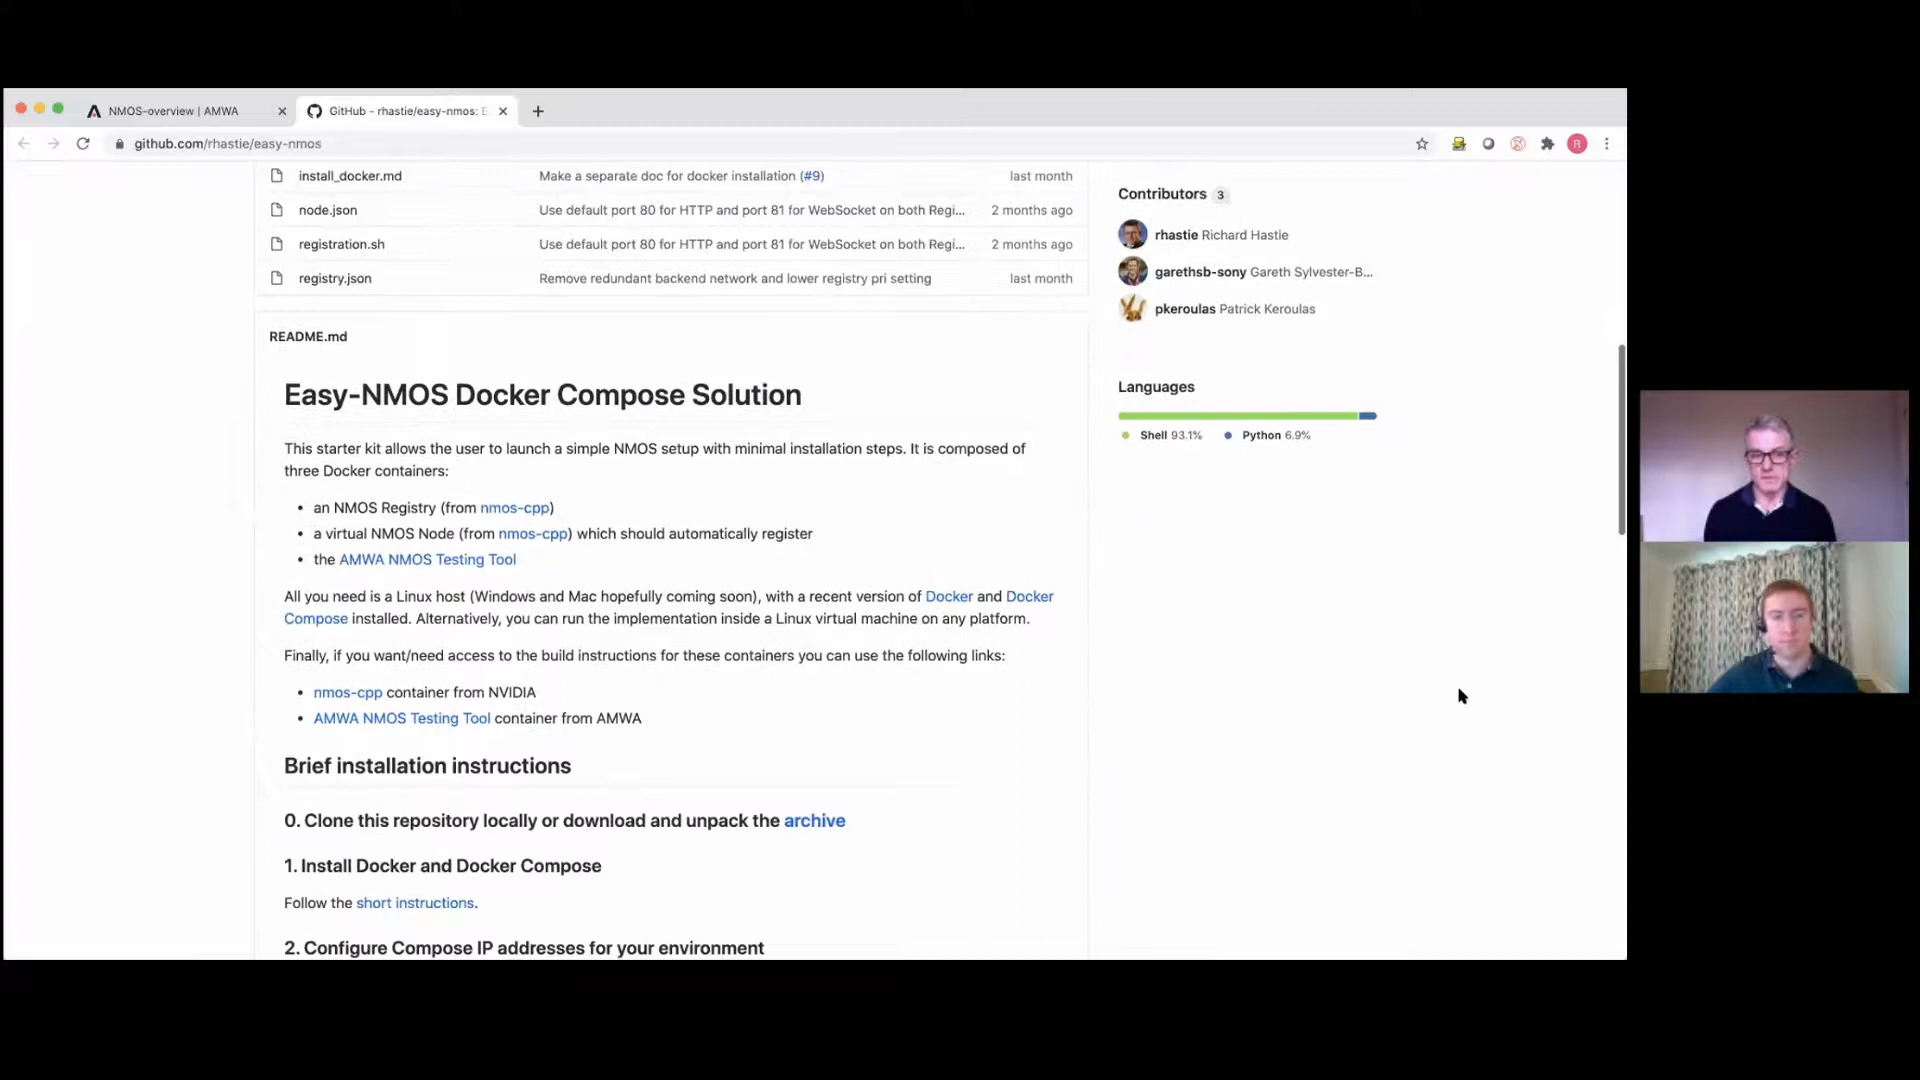 NMOS-overview | AMWA
GitHub - rhastie/easy-nmos: E
github.com/rhastie/easy-nmos
R
install_docker.md Make a separate doc for docker installation (#9) last month
node.json Use default port 80 for HTTP and port 81 for WebSocket on both Regi... 2 months ago
registration.sh Use default port 80 for HTTP and port 81 for WebSocket on both Regi... 2 months ago
registry.json Remove redundant backend network and lower registry pri setting last month
README.md
Easy-NMOS Docker Compose Solution
This starter kit allows the user to launch a simple NMOS setup with minimal installation steps. It is composed of
three Docker containers:
• an NMOS Registry (from nmos-cpp)
• a virtual NMOS Node (from nmos-cpp) which should automatically register
• the AMWA NMOS Testing Tool
All you need is a Linux host (Windows and Mac hopefully coming soon), with a recent version of Docker and Docker
Compose installed. Alternatively, you can run the implementation inside a Linux virtual machine on any platform.
Finally, if you want/need access to the build instructions for these containers you can use the following links:
• nmos-cpp container from NVIDIA
• AMWA NMOS Testing Tool container from AMWA
Brief installation instructions
0. Clone this repository locally or download and unpack the archive
1. Install Docker and Docker Compose
Follow the short instructions.
2. Configure Compose IP addresses for your environment
Contributors 3
rhastie Richard Hastie
garethsb-sony Gareth Sylvester-B...
pkeroulas Patrick Keroulas
Languages
Shell 93.1% Python 6.9%